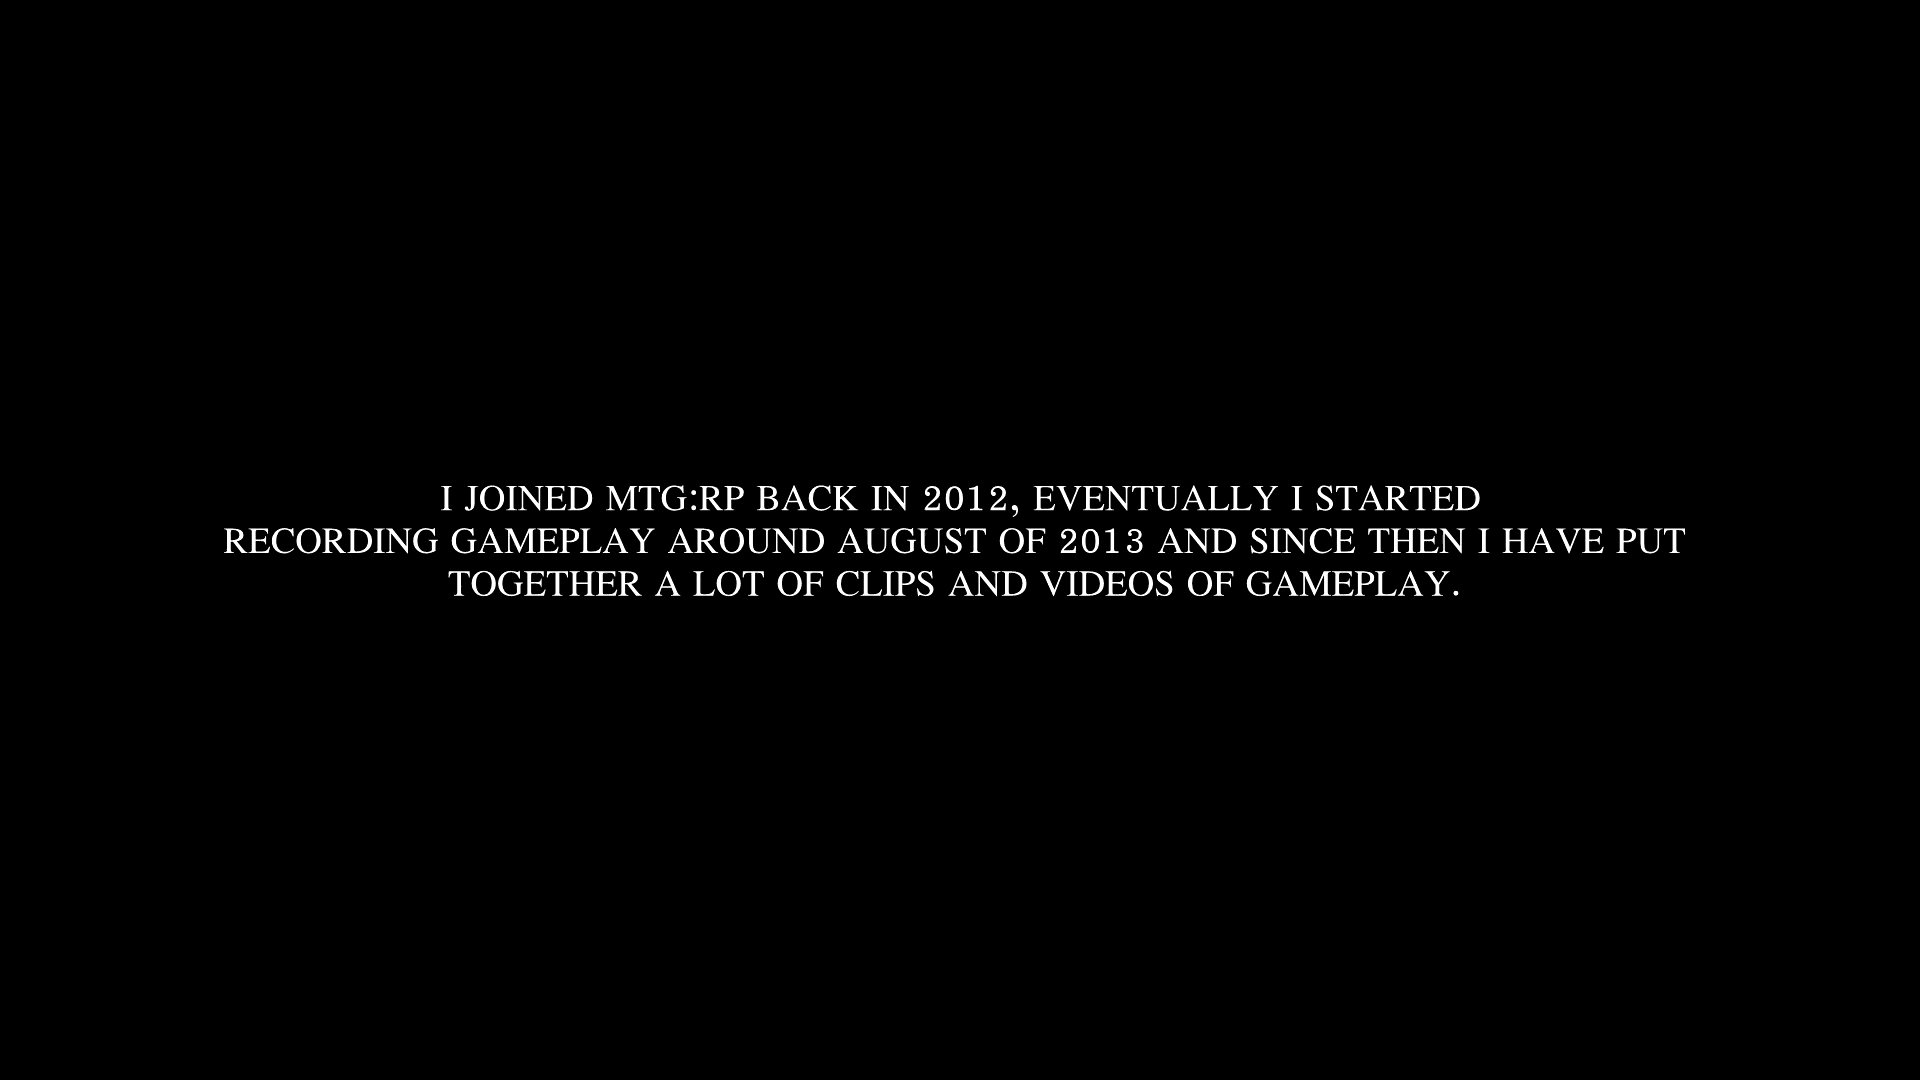 I JOINED MTG:RP BACK IN 2012, EVENTUALLY I STARTED
RECORDING GAMEPLAY AROUND AUGUST OF 2013 AND SINCE THEN I HAVE PUT
TOGETHER A LOT OF CLIPS AND VIDEOS OF GAMEPLAY.